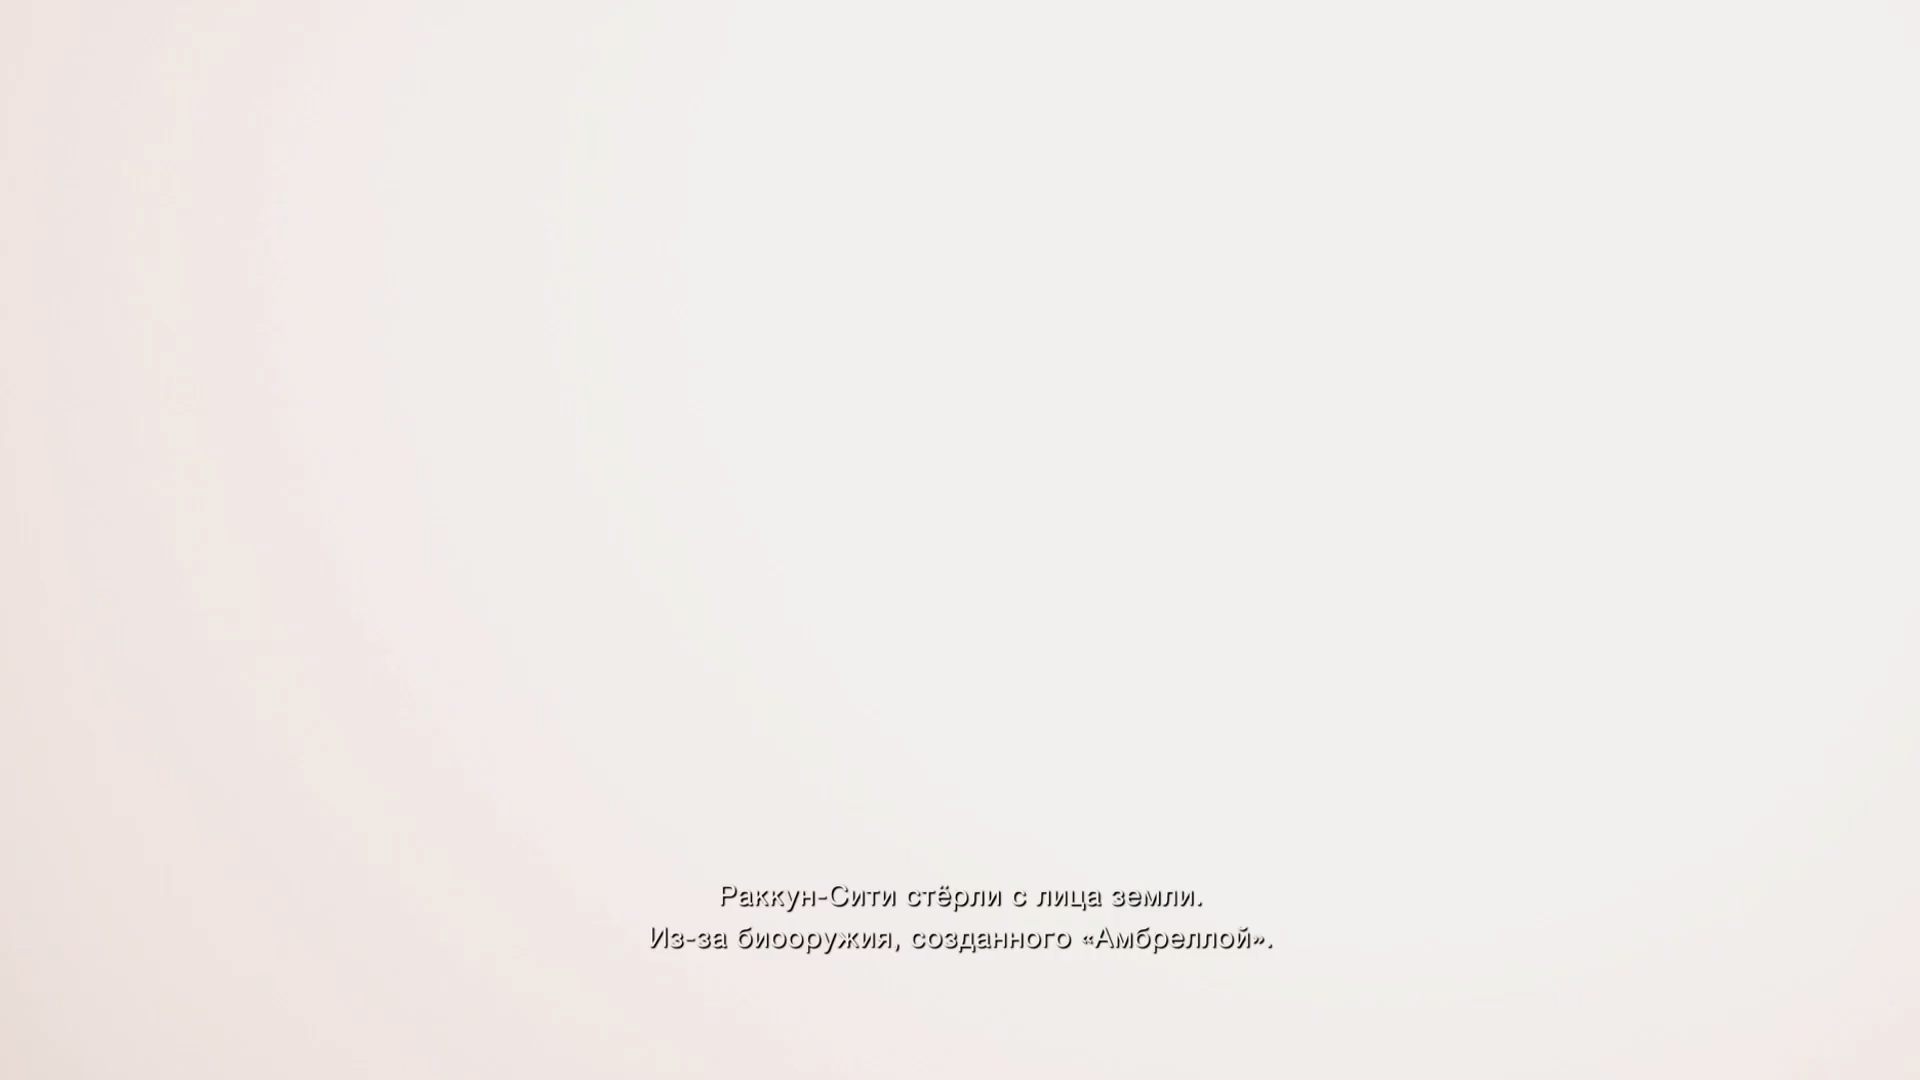 Раккун-Сити стёрли с лица земли.
Из-за биооружия, созданного «Амбреллой».